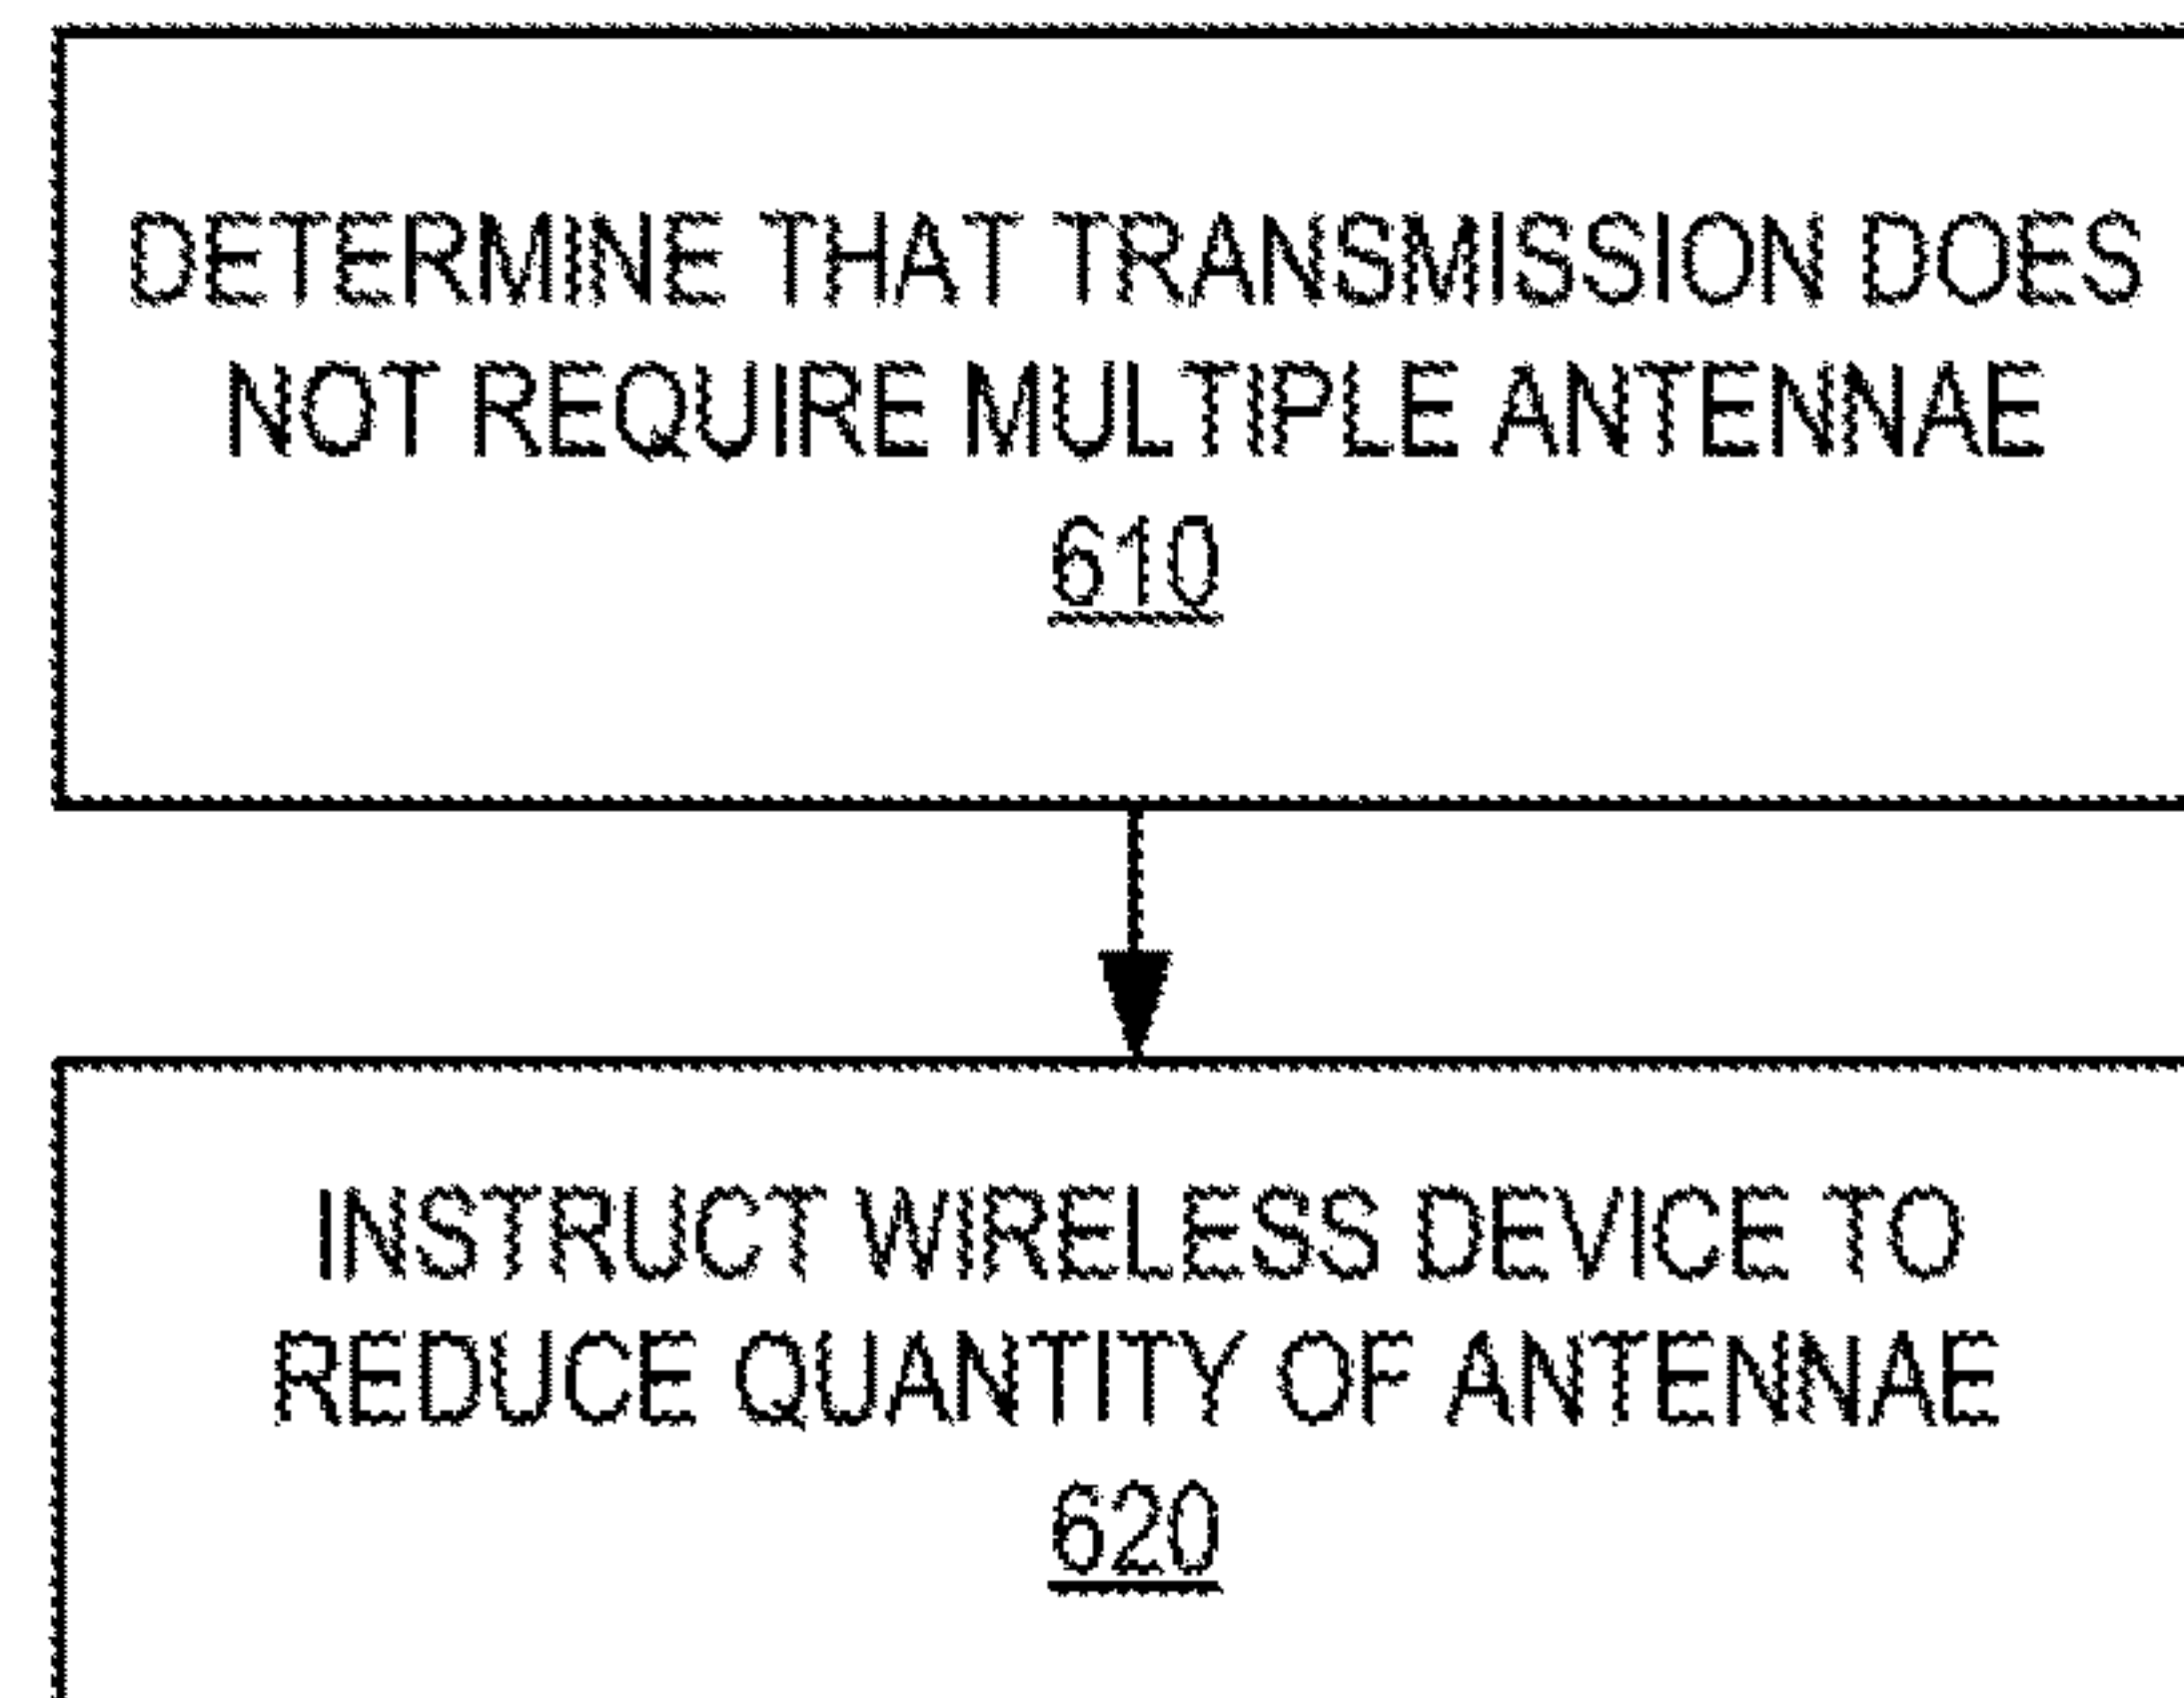 DETERMINE THAT TRANSMISSION DOES
NOT REQUIRE MULTIPLE ANTENNAE
610
INSTRUCT WIRELESS DEVICE TO
REDUCE QUANTITY OF ANTENNAE
620